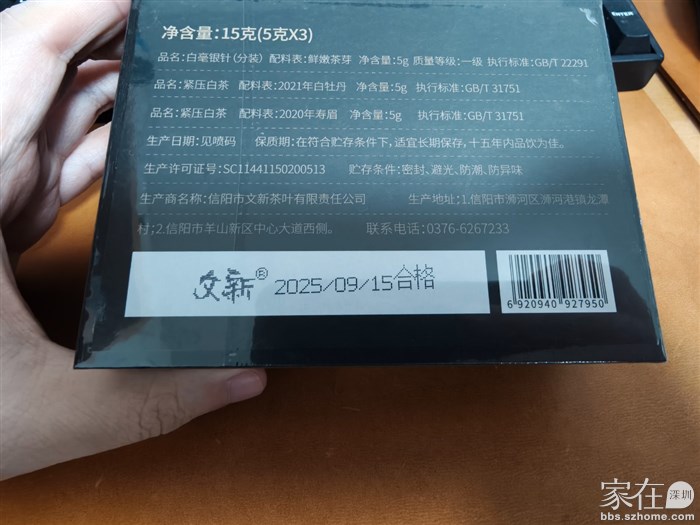 净含量:15克(5克X3)
品名:白毫银针(分装) 配料表:鲜嫩茶芽 净含量:5g 质量等级:一级 执行标准:GB/T 22291
品名:紧压白茶 配料表:2021年白牡丹 净含量:5g 执行标准:GB/T 31751
品名:紧压白茶 配料表:2020年寿眉 净含量:5g 执行标准:GB/T 31751
生产日期:见喷码 保质期:在符合贮存条件下,适宜长期保存,十五年内品饮为佳。
生产许可证号:SC11441150200513 贮存条件:密封、避光、防潮、防异味
生产商名称:信阳市文新茶叶有限责任公司 生产地址:1.信阳市浉河区浉河港镇龙潭
村;2.信阳市羊山新区中心大道西侧。 联系电话:0376-6267233
文新® 2025/09/15合格
6 920940 927950
ENTER
家在深圳
bbs.szhome.com